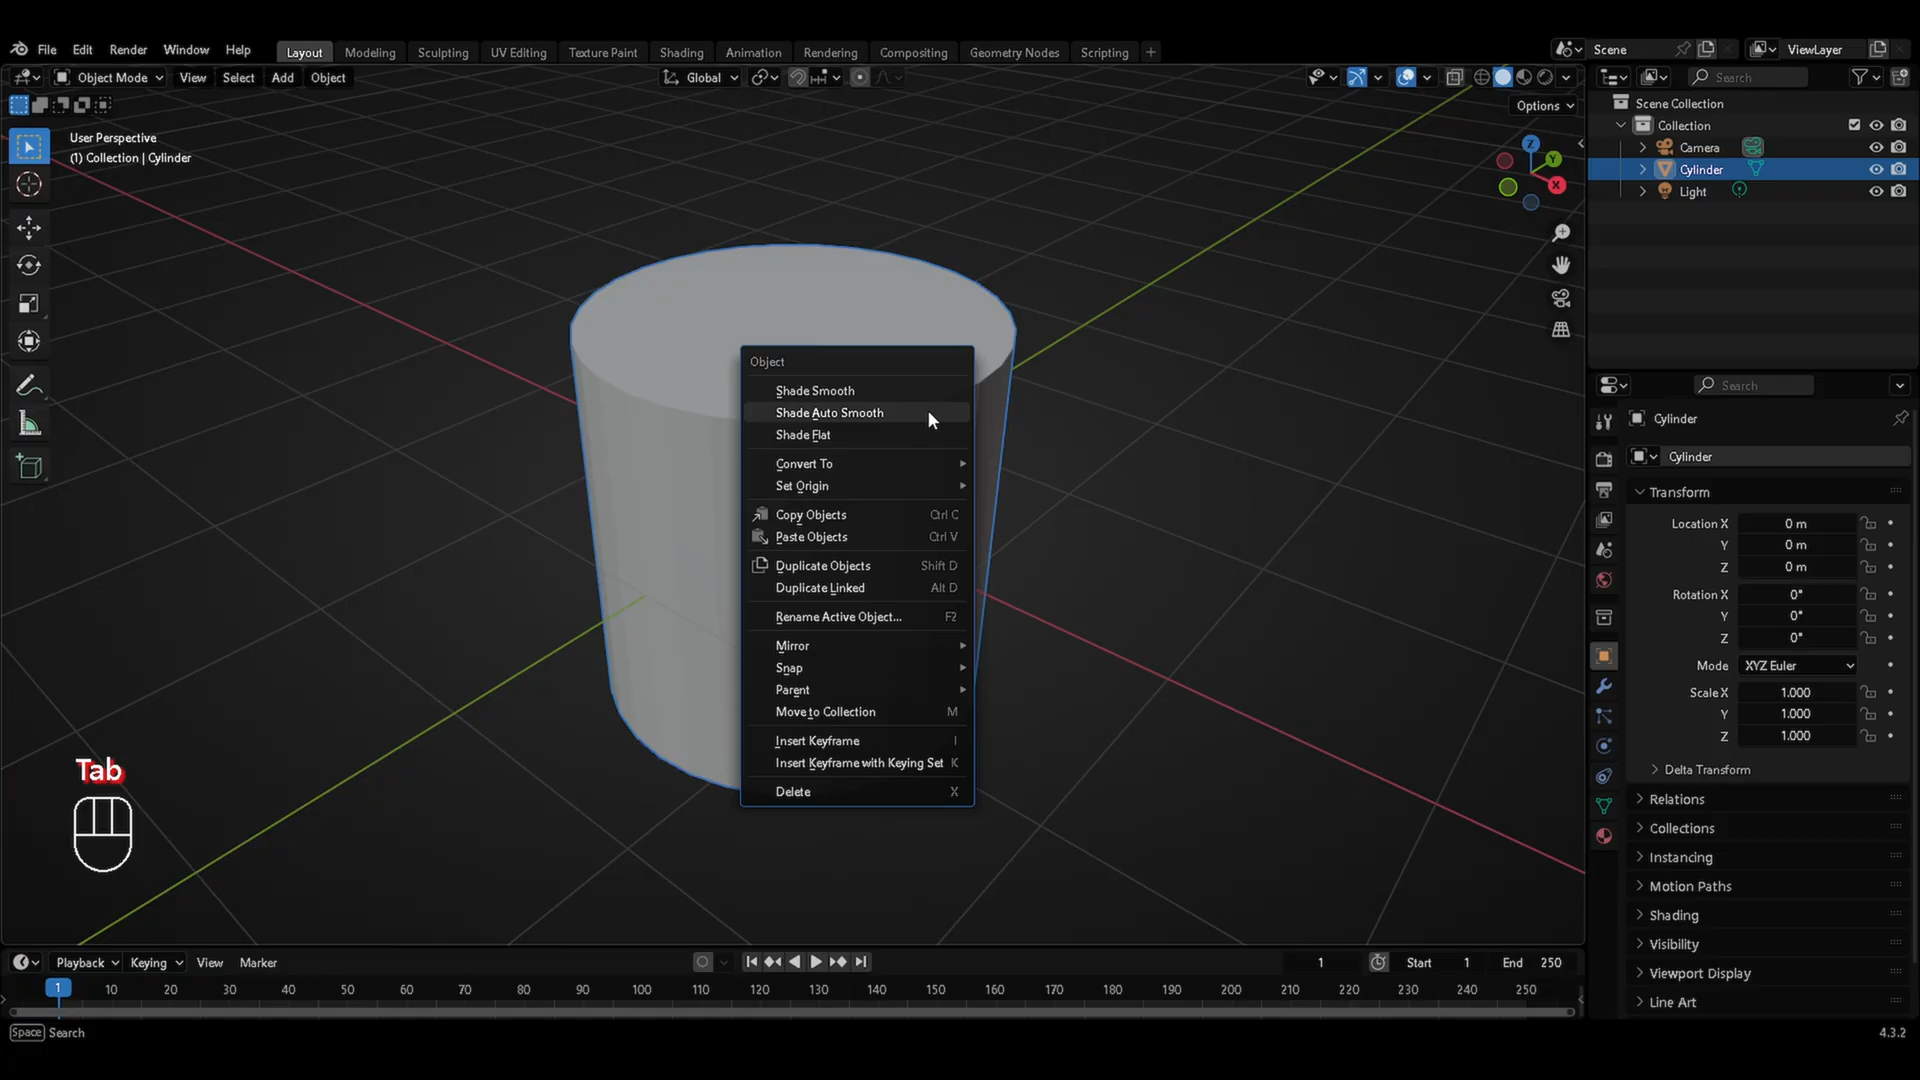 File Edit Render Window Help Layout Modeling Sculpting UV Editing Texture Paint Shading Animation Rendering Compositing Geometry Nodes Scripting + Scene ViewLayer
Object Mode View Select Add Object Global Search
Options
User Perspective
(1) Collection | Cylinder
Z
Y
X
Scene Collection
Collection
Camera
Cylinder
Light
Object
Shade Smooth
Shade Auto Smooth
Shade Flat
Convert To
Set Origin
Copy Objects Ctrl C
Paste Objects Ctrl V
Duplicate Objects Shift D
Duplicate Linked Alt D
Rename Active Object... F2
Mirror
Snap
Parent
Move to Collection M
Insert Keyframe I
Insert Keyframe with Keying Set K
Delete X
Tab
Search
Cylinder
Cylinder
Transform
Location X 0 m
Y 0 m
Z 0 m
Rotation X 0°
Y 0°
Z 0°
Mode XYZ Euler
Scale X 1.000
Y 1.000
Z 1.000
Delta Transform
Relations
Collections
Instancing
Motion Paths
Shading
Visibility
Viewport Display
Line Art
Playback Keying View Marker 1 Start 1 End 250
1 10 20 30 40 50 60 70 80 90 100 110 120 130 140 150 160 170 180 190 200 210 220 230 240 250
Space Search 4.3.2